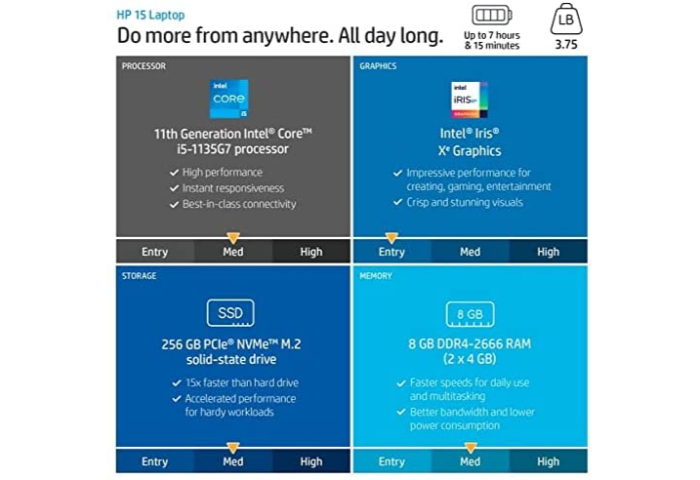 HP 15 Laptop
Do more from anywhere. All day long.
Up to 7 hours
& 15 minutes
LB
3.75
PROCESSOR
intel
CORE
i5
11th Generation Intel® Core™
i5-1135G7 processor
✓ High performance
✓ Instant responsiveness
✓ Best-in-class connectivity
Entry Med High
GRAPHICS
intel
iRIS xe
GRAPHICS
Intel® Iris®
Xᵉ Graphics
✓ Impressive performance for
creating, gaming, entertainment
✓ Crisp and stunning visuals
Entry Med High
STORAGE
SSD
256 GB PCIe® NVMe™ M.2
solid-state drive
✓ 15x faster than hard drive
✓ Accelerated performance
for hardy workloads
Entry Med High
MEMORY
8 GB
8 GB DDR4-2666 RAM
(2 x 4 GB)
✓ Faster speeds for daily use
and multitasking
✓ Better bandwidth and lower
power consumption
Entry Med High